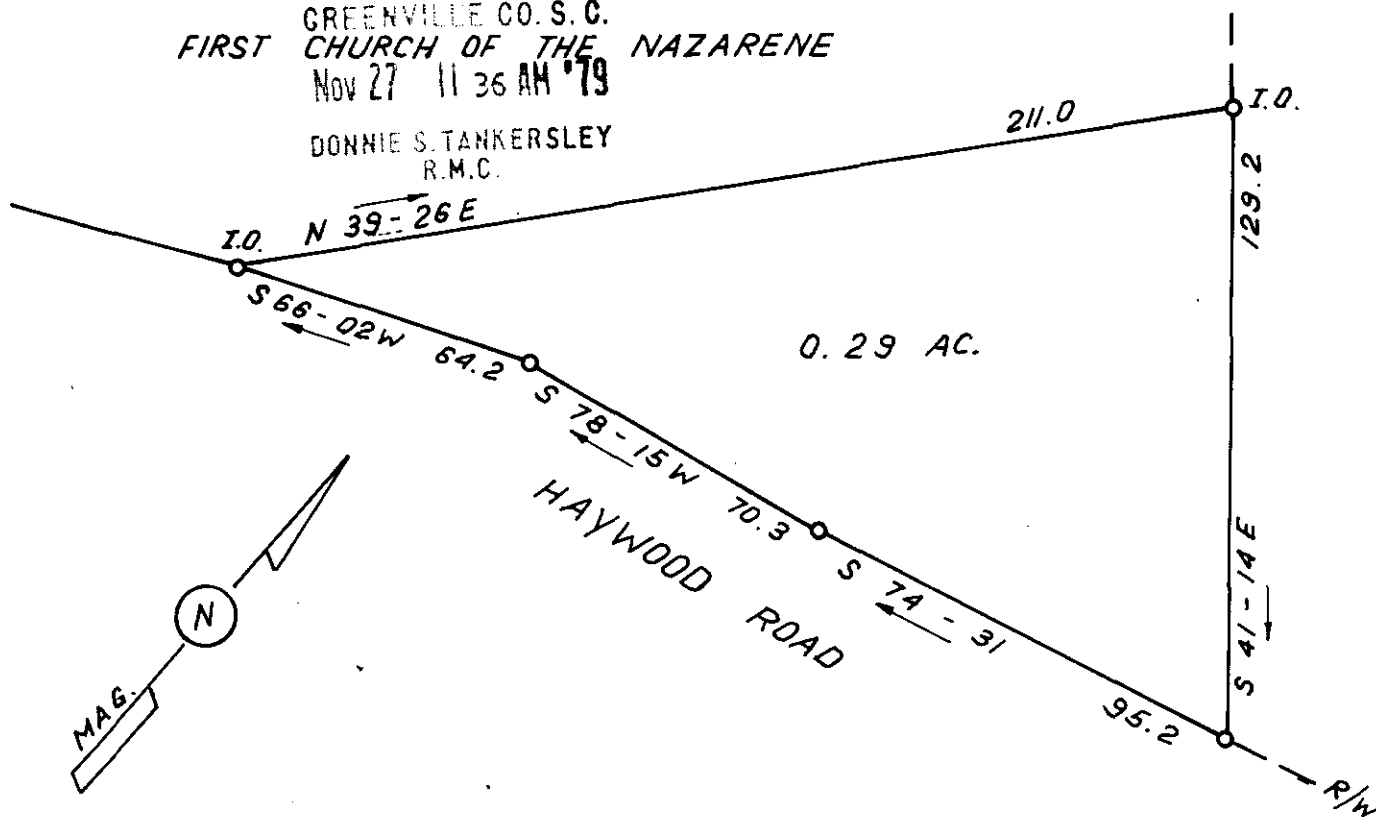 GREENVILLE CO. S. C.
FIRST CHURCH OF THE NAZARENE
Nov 27 11 36 AM '79
DONNIE S. TANKERSLEY
R.M.C.
I.O.
211.0
129.2
N 39-26 E
I.O.
S 66-02 W 64.2
0.29 AC.
S 78-15 W 70.3
HAYWOOD ROAD
S 74-31 95.2
S 41-14 E
N
MAG.
R/W